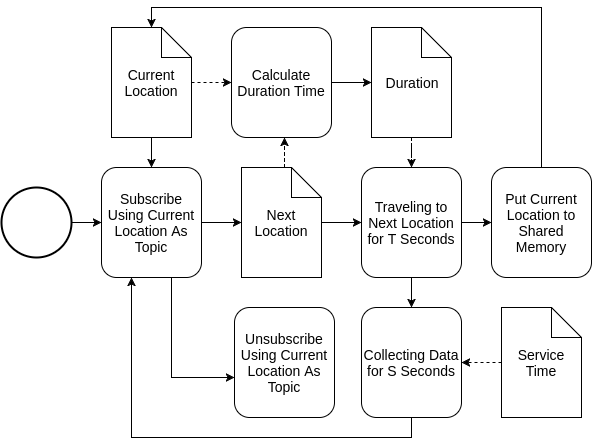 Current
Location
Calculate
Duration Time
Duration
Subscribe
Using Current
Location As
Topic
Next
Location
Traveling to
Next Location
for T Seconds
Put Current
Location to
Shared
Memory
Unsubscribe
Using Current
Location As
Topic
Collecting Data
for S Seconds
Service
Time